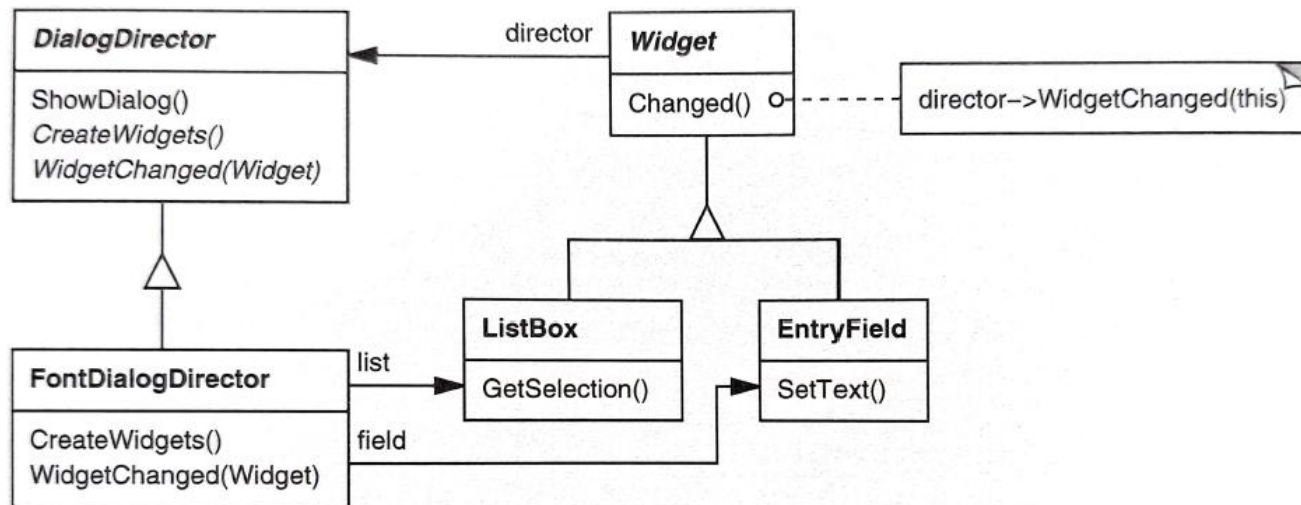 DialogDirector
ShowDialog()
CreateWidgets()
WidgetChanged(Widget)
director
Widget
Changed()
director–>WidgetChanged(this)
FontDialogDirector
CreateWidgets()
WidgetChanged(Widget)
list
field
ListBox
GetSelection()
EntryField
SetText()